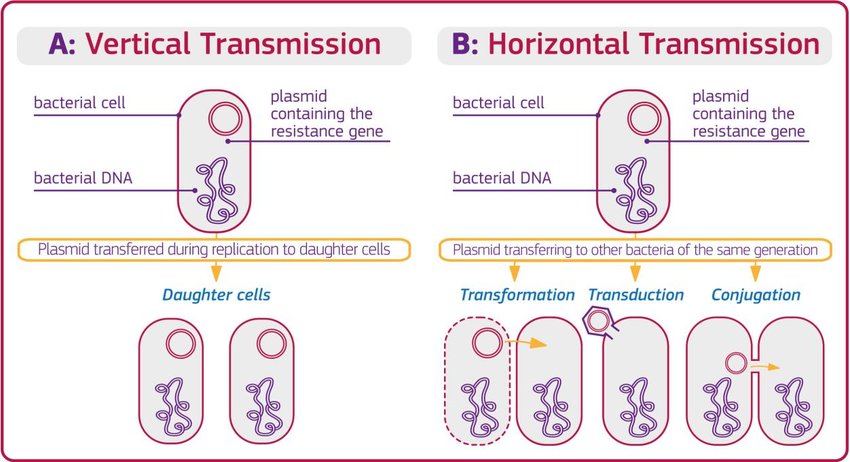 A: Vertical Transmission
bacterial cell
plasmid
containing the
resistance gene
bacterial DNA
Plasmid transferred during replication to daughter cells
Daughter cells
B: Horizontal Transmission
bacterial cell
plasmid
containing the
resistance gene
bacterial DNA
Plasmid transferring to other bacteria of the same generation
Transformation
Transduction
Conjugation